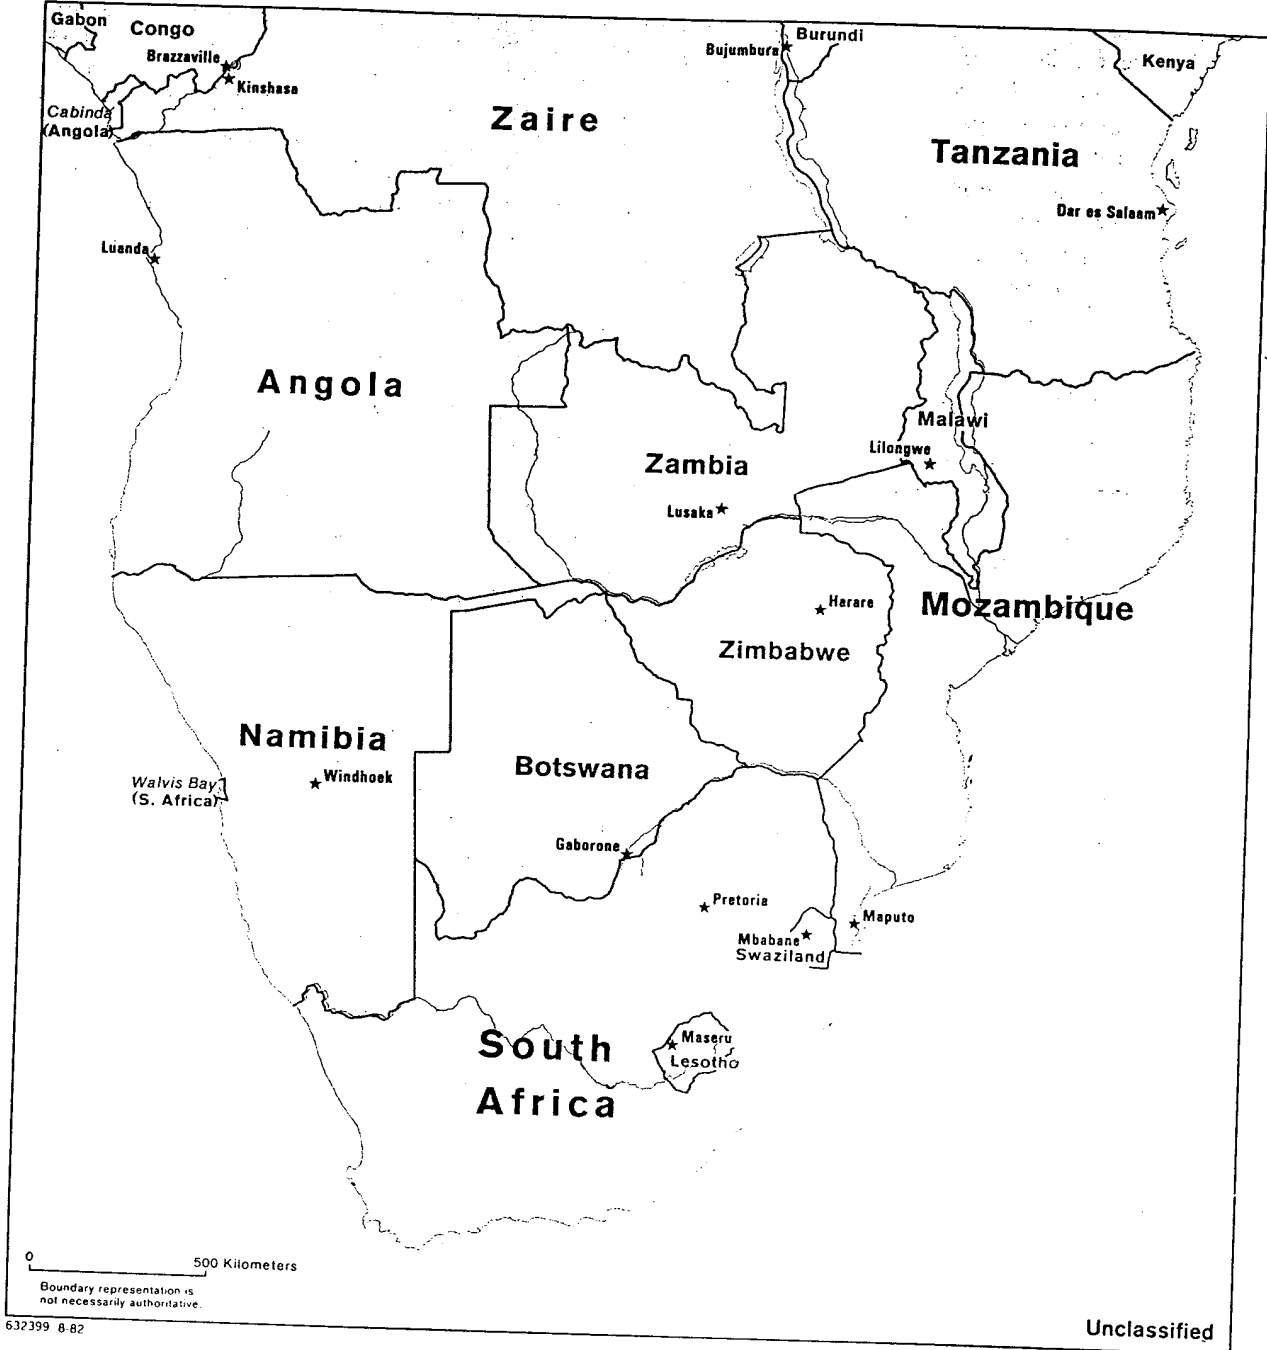 Gabon
Congo
Brazzaville
Kinshasa
Cabinda
(Angola)
Zaire
Bujumbura
Burundi
Kenya
Tanzania
Dar es Salaam
Luanda
Angola
Malawi
Lilongwe
Zambia
Lusaka
Harare
Mozambique
Zimbabwe
Namibia
Windhoek
Walvis Bay
(S. Africa)
Botswana
Gaborone
Pretoria
Maputo
Mbabane
Swaziland
Maseru
Lesotho
South
Africa
0
500 Kilometers
Boundary representation is
not necessarily authoritative.
632399 8-82
Unclassified